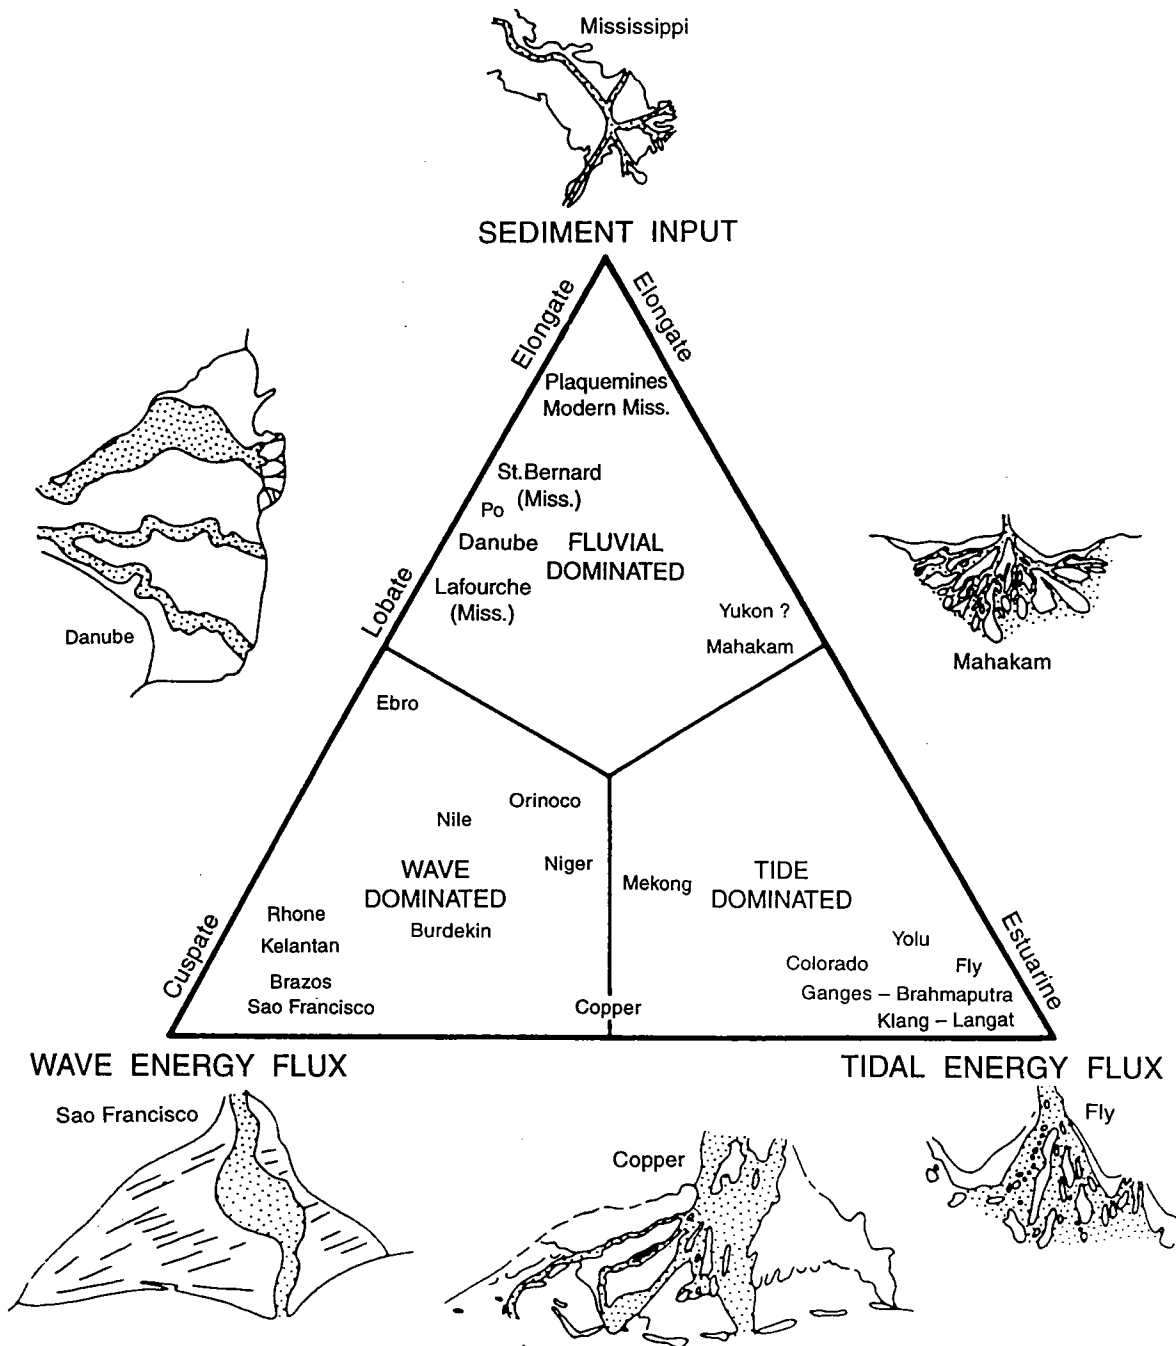 Mississippi
SEDIMENT INPUT
Elongate
Elongate
Plaquemines
Modern Miss.
St.Bernard
(Miss.)
Po
Danube
FLUVIAL
DOMINATED
Lafourche
(Miss.)
Lobate
Yukon ?
Mahakam
Danube
Mahakam
Ebro
Orinoco
Nile
Niger
WAVE
DOMINATED
Mekong
TIDE
DOMINATED
Rhone
Burdekin
Kelantan
Brazos
Sao Francisco
Cuspate
Copper
Yolu
Colorado
Fly
Ganges – Brahmaputra
Klang – Langat
Estuarine
WAVE ENERGY FLUX
TIDAL ENERGY FLUX
Sao Francisco
Copper
Fly